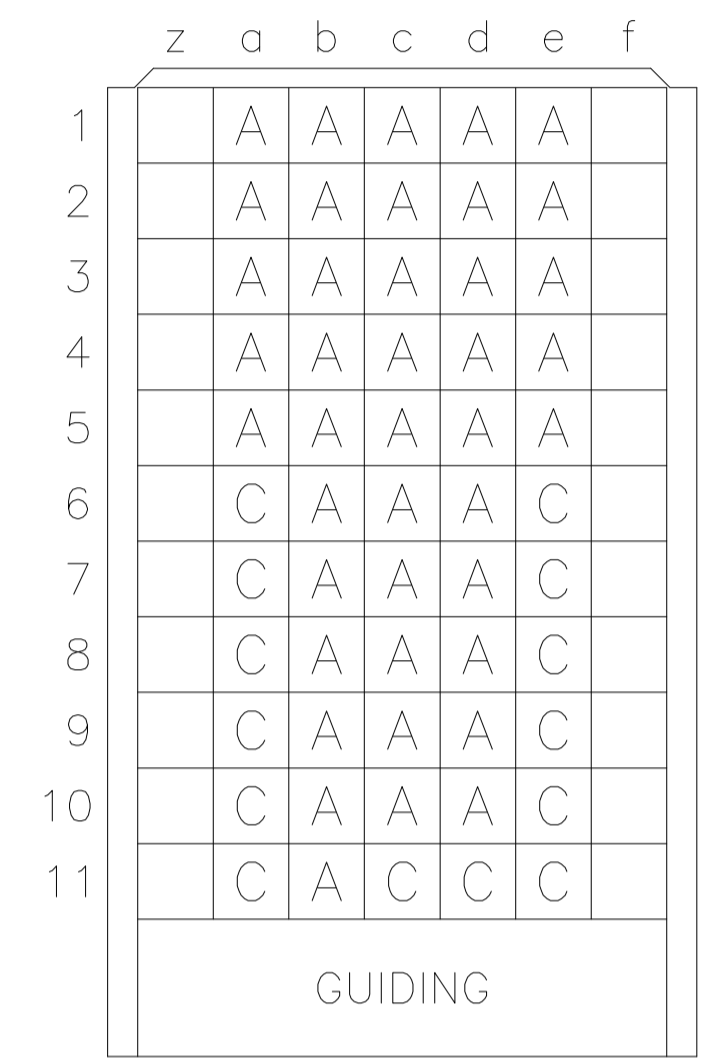 z a b c d e f
1 A A A A A
2 A A A A A
3 A A A A A
4 A A A A A
5 A A A A A
6 C A A A C
7 C A A A C
8 C A A A C
9 C A A A C
10 C A A A C
11 C A C C C
GUIDING